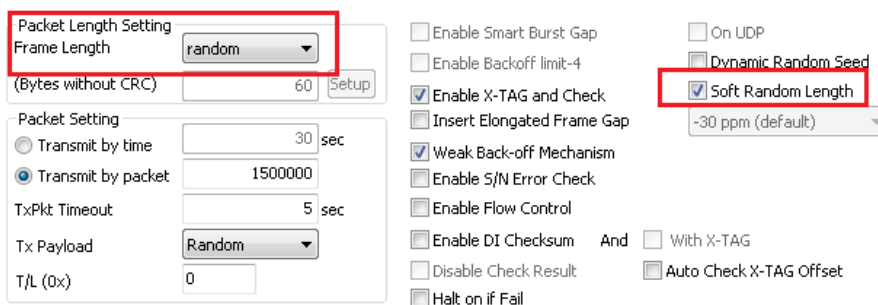 Packet Length Setting
Frame Length random
(Bytes without CRC) 60 Setup
Packet Setting
Transmit by time 30 sec
Transmit by packet 1500000
TxPkt Timeout 5 sec
Tx Payload Random
T/L (0x) 0
Enable Smart Burst Gap
Enable Backoff limit-4
Enable X-TAG and Check
Insert Elongated Frame Gap
Weak Back-off Mechanism
Enable S/N Error Check
Enable Flow Control
Enable DI Checksum And With X-TAG
Disable Check Result
Halt on if Fail
On UDP
Dynamic Random Seed
Soft Random Length
-30 ppm (default)
Auto Check X-TAG Offset